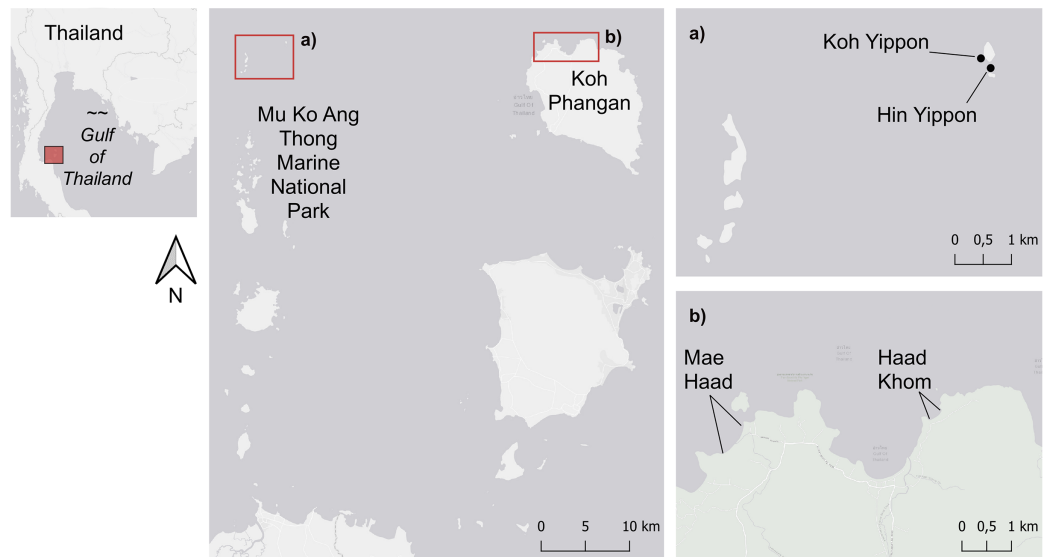 Thailand
~~
Gulf
of
Thailand
N
a)
b)
Koh
Phangan
Mu Ko Ang
Thong
Marine
National
Park
0 5 10 km
a)
Koh Yippon
Hin Yippon
0 0,5 1 km
b)
Mae
Haad
Haad
Khom
0 0,5 1 km